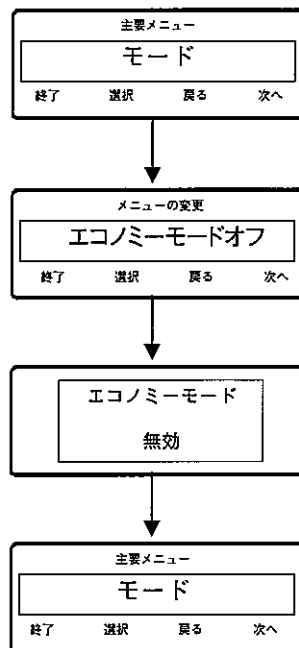 主要メニュー
モード
終了 選択 戻る 次へ
メニューの変更
エコノミーモードオフ
終了 選択 戻る 次へ
エコノミーモード
無効
主要メニュー
モード
終了 選択 戻る 次へ